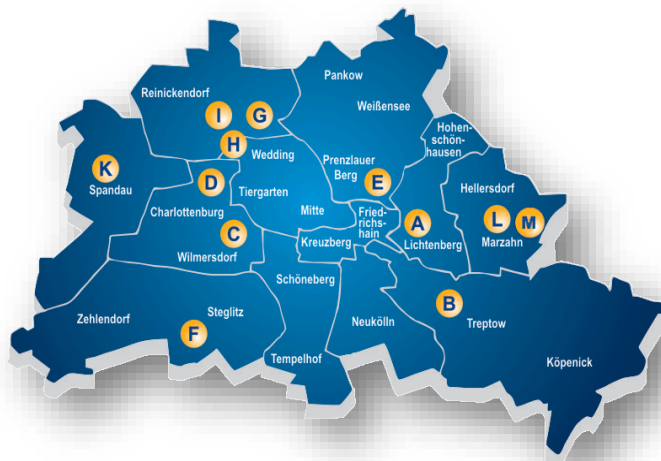 Pankow
Reinickendorf
Weißensee
I
G
Hohen-
schön-
hausen
H
Wedding
Prenzlauer
Berg
E
K
Spandau
D
Tiergarten
Hellersdorf
Charlottenburg
Mitte
Fried-
richs-
hain
A
Lichtenberg
L
M
Marzahn
C
Kreuzberg
Wilmersdorf
Schöneberg
B
Zehlendorf
Steglitz
F
Neukölln
Treptow
Tempelhof
Köpenick